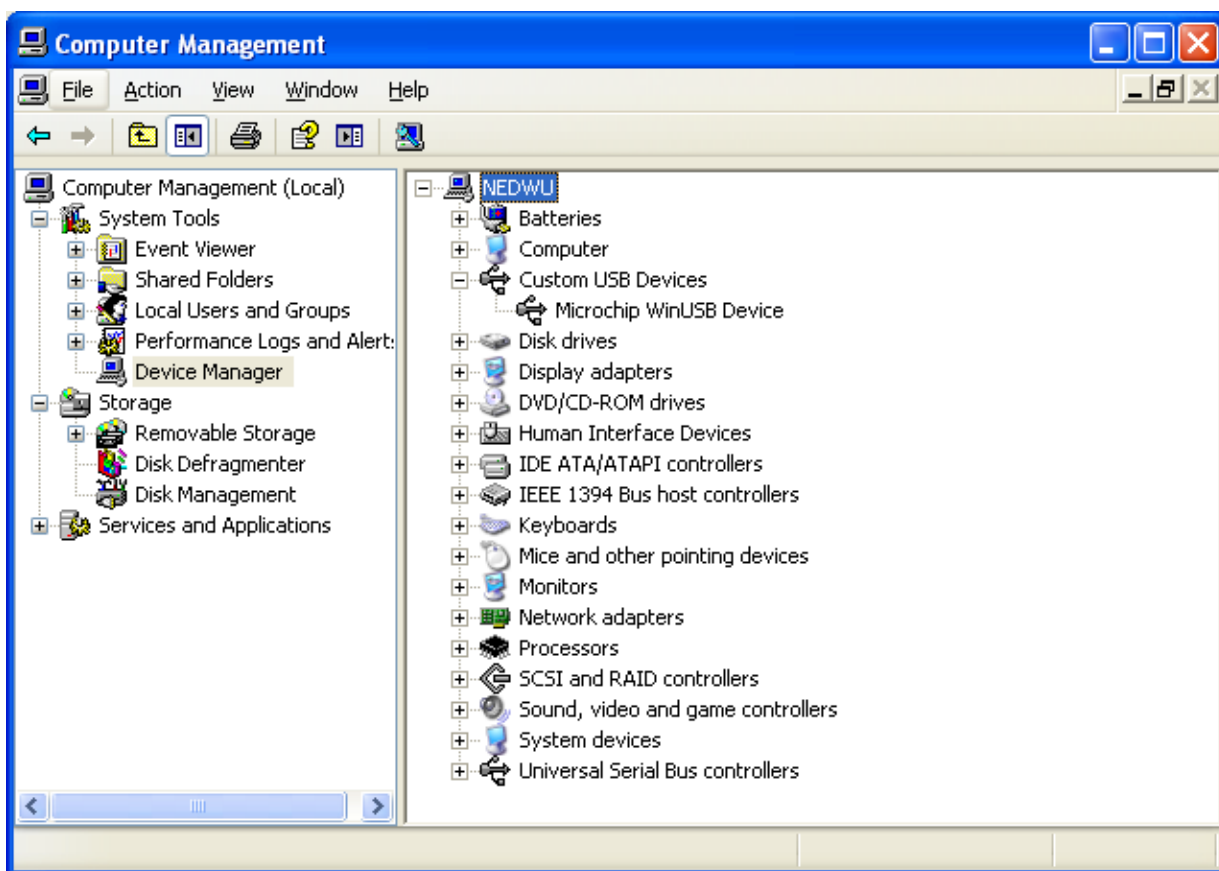 Computer Management
File Action View Window Help
Computer Management (Local)
System Tools
Event Viewer
Shared Folders
Local Users and Groups
Performance Logs and Alert:
Device Manager
Storage
Removable Storage
Disk Defragmenter
Disk Management
Services and Applications
NEDWU
Batteries
Computer
Custom USB Devices
Microchip WinUSB Device
Disk drives
Display adapters
DVD/CD-ROM drives
Human Interface Devices
IDE ATA/ATAPI controllers
IEEE 1394 Bus host controllers
Keyboards
Mice and other pointing devices
Monitors
Network adapters
Processors
SCSI and RAID controllers
Sound, video and game controllers
System devices
Universal Serial Bus controllers